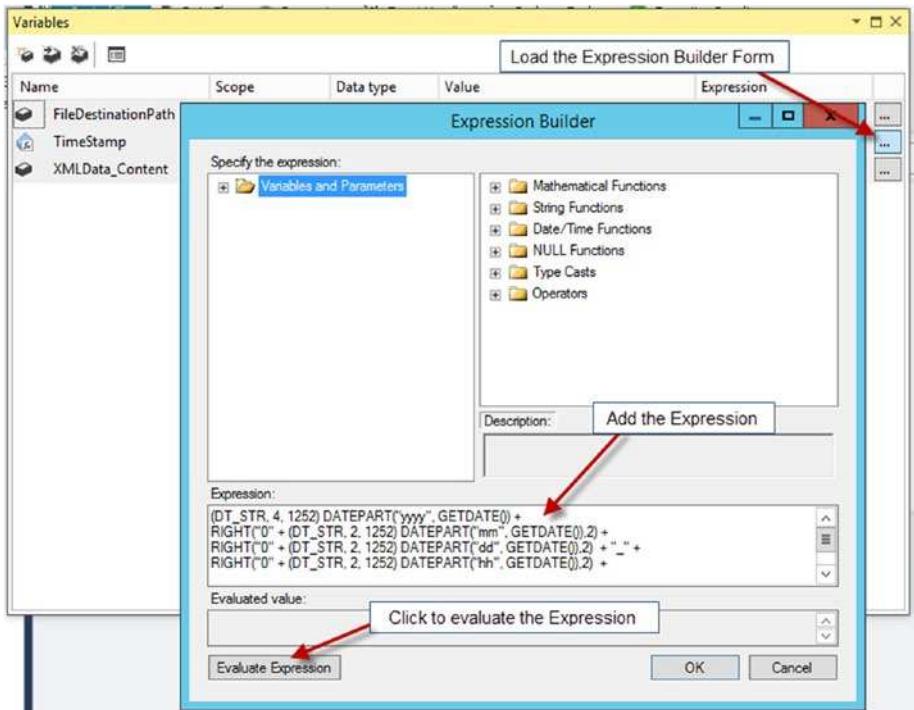 Variables
Load the Expression Builder Form
Name Scope Data type Value Expression
FileDestinationPath
TimeStamp
XMLData_Content
...
...
...
Expression Builder
Specify the expression:
Variables and Parameters
Mathematical Functions
String Functions
Date/Time Functions
NULL Functions
Type Casts
Operators
Description:
Add the Expression
Expression:
(DT_STR, 4, 1252) DATEPART("yyyy", GETDATE()) +
RIGHT("0" + (DT_STR, 2, 1252) DATEPART("mm", GETDATE()),2) +
RIGHT("0" + (DT_STR, 2, 1252) DATEPART("dd", GETDATE()),2) + "_" +
RIGHT("0" + (DT_STR, 2, 1252) DATEPART("hh", GETDATE()),2) +
Evaluated value:
Click to evaluate the Expression
Evaluate Expression
OK Cancel